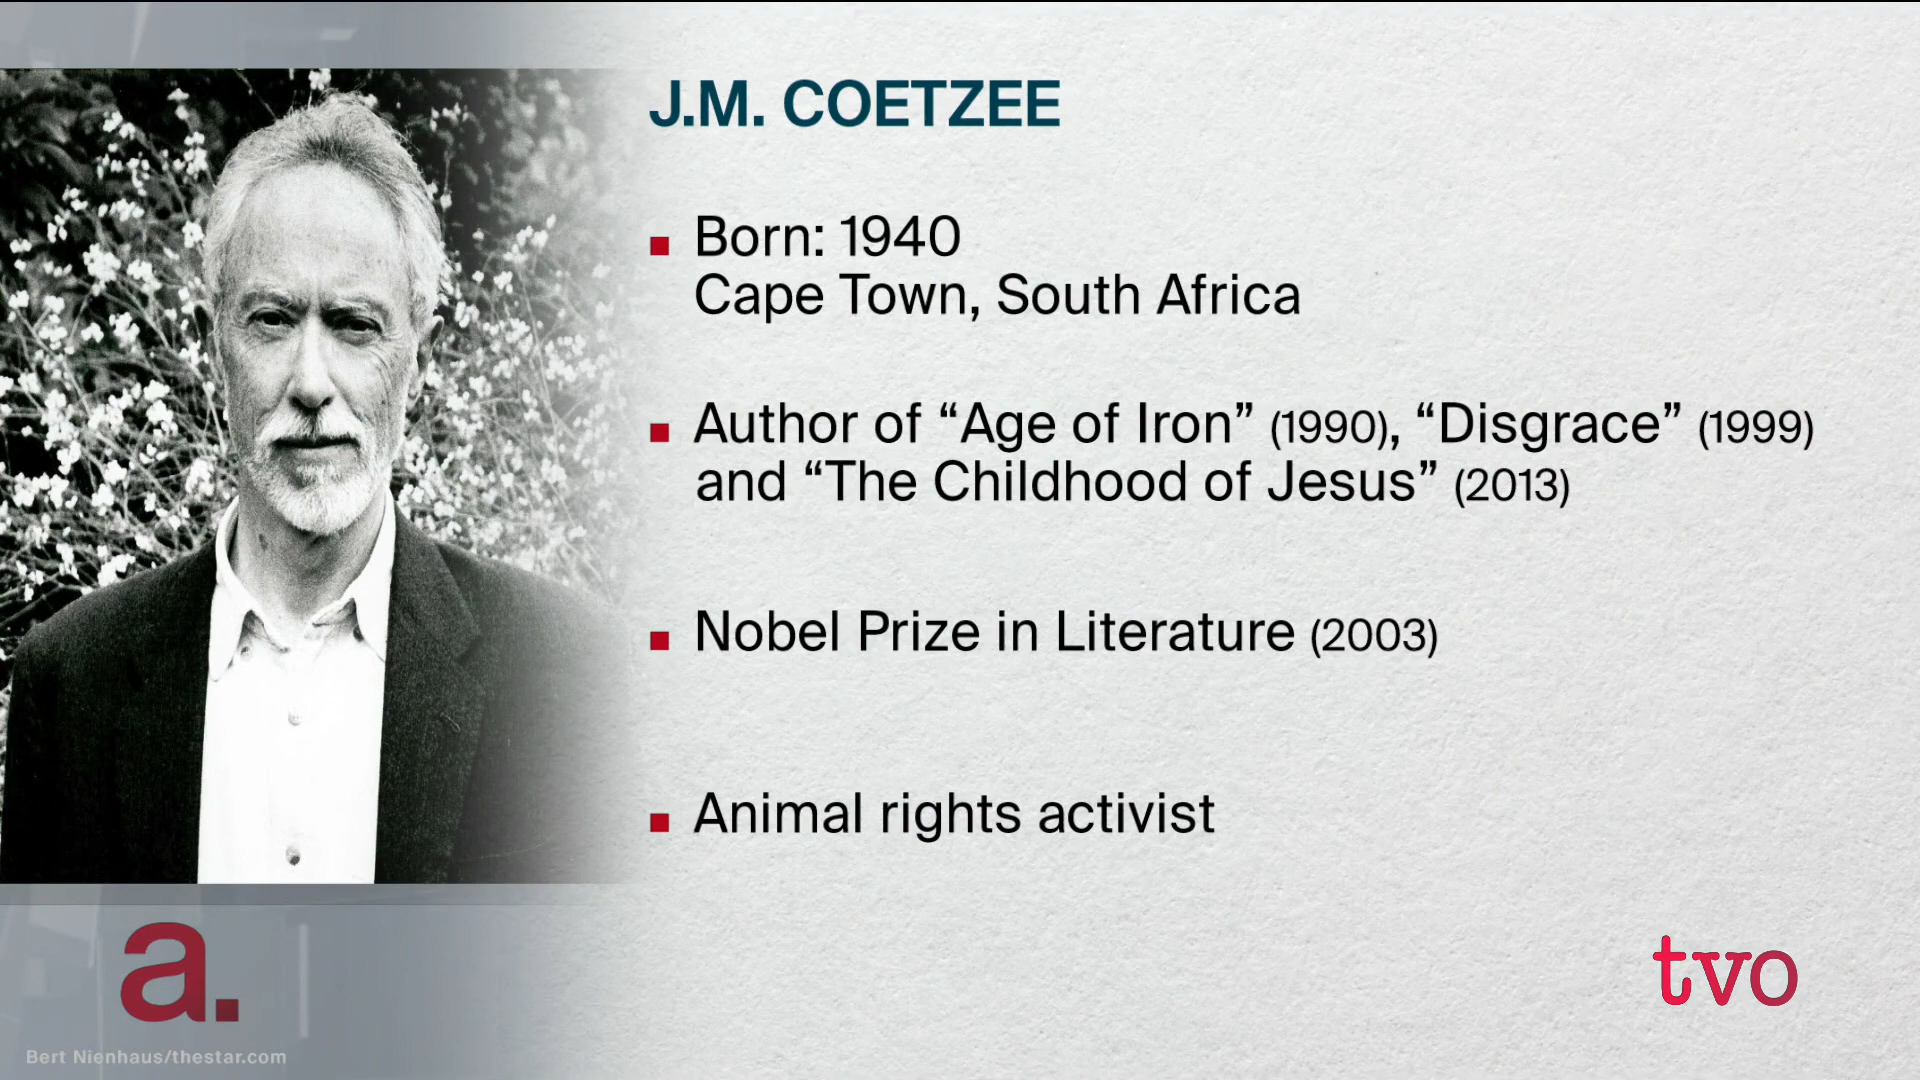 J.M. COETZEE
Born: 1940
Cape Town, South Africa
Author of “Age of Iron” (1990), “Disgrace” (1999)
and “The Childhood of Jesus” (2013)
Nobel Prize in Literature (2003)
Animal rights activist
a.
tvo
Bert Nienhaus/thestar.com